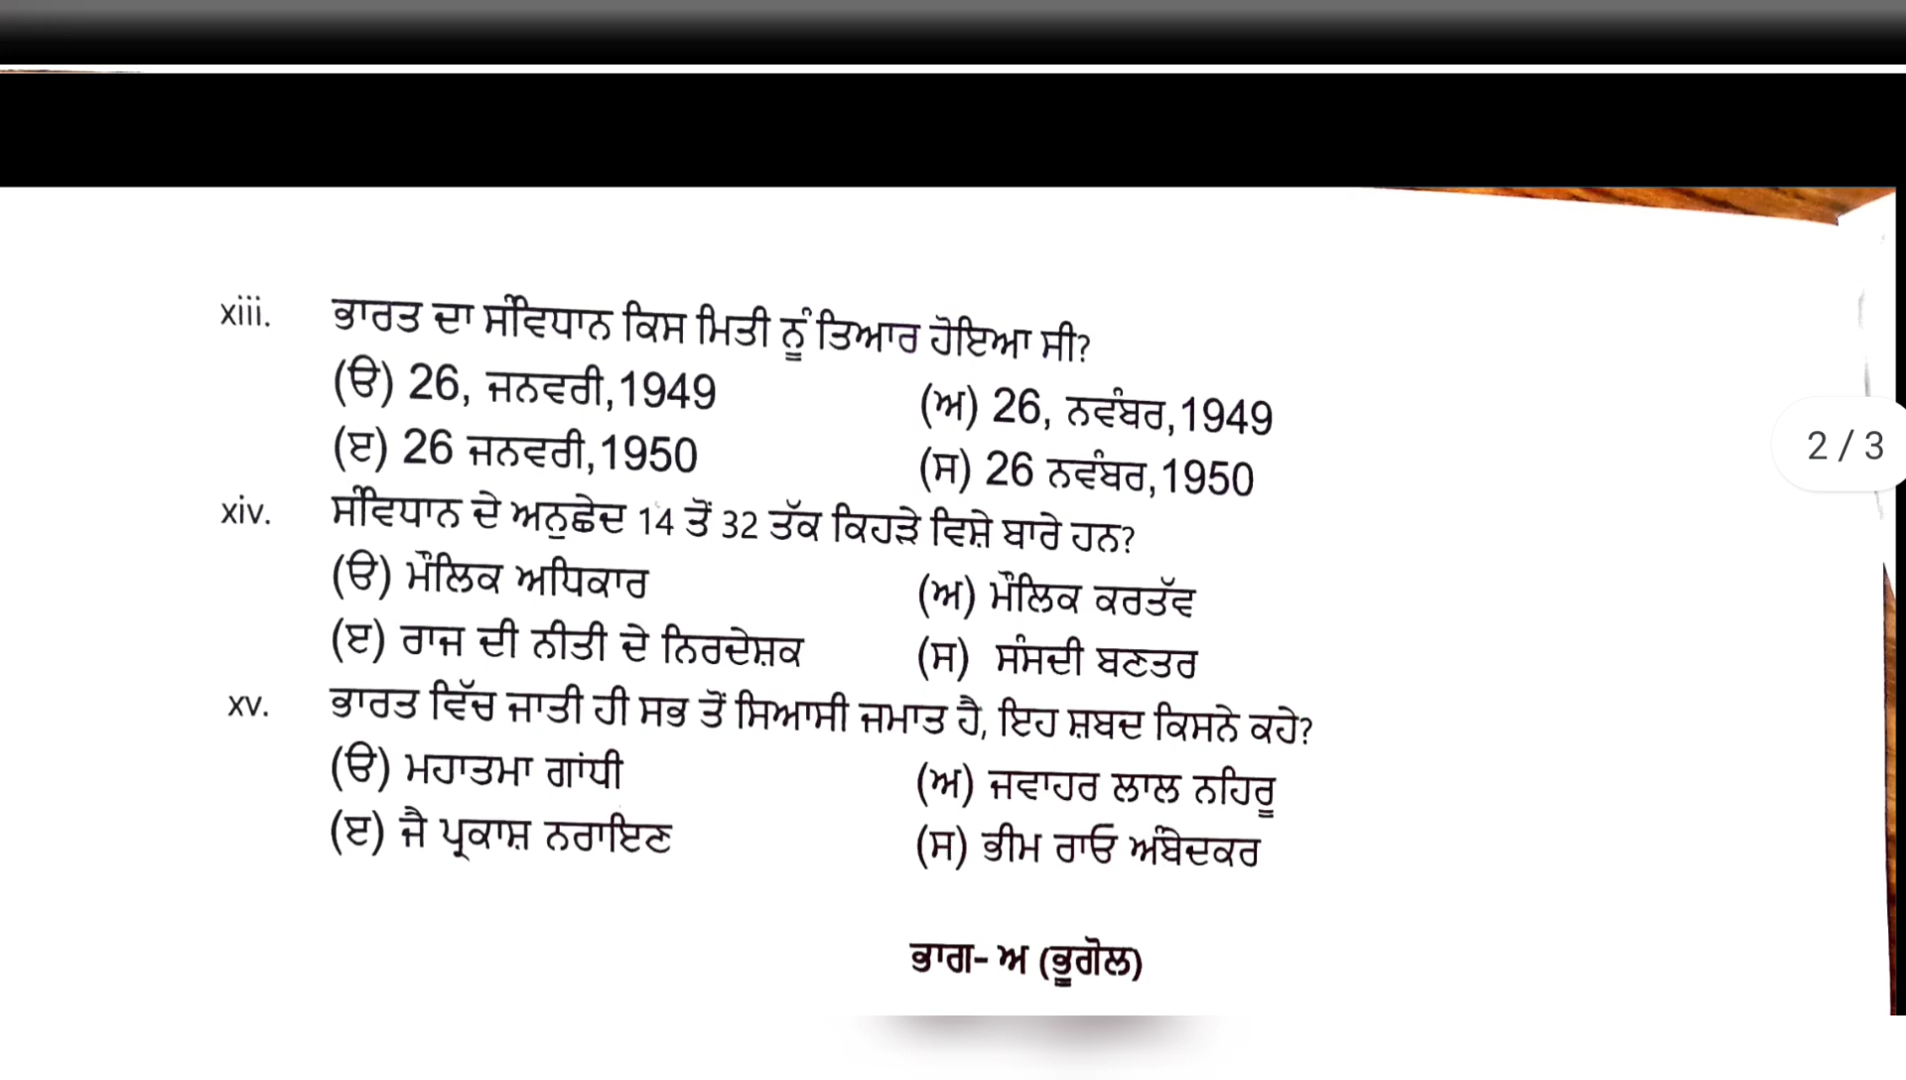 xiii. ਭਾਰਤ ਦਾ ਸੰਵਿਧਾਨ ਕਿਸ ਮਿਤੀ ਨੂੰ ਤਿਆਰ ਹੋਇਆ ਸੀ?
(ੳ) 26, ਜਨਵਰੀ,1949 (ਅ) 26, ਨਵੰਬਰ,1949
(ੲ) 26 ਜਨਵਰੀ,1950 (ਸ) 26 ਨਵੰਬਰ,1950
2 / 3
xiv. ਸੰਵਿਧਾਨ ਦੇ ਅਨੁਛੇਦ 14 ਤੋਂ 32 ਤੱਕ ਕਿਹੜੇ ਵਿਸ਼ੇ ਬਾਰੇ ਹਨ?
(ੳ) ਮੌਲਿਕ ਅਧਿਕਾਰ (ਅ) ਮੌਲਿਕ ਕਰਤੱਵ
(ੲ) ਰਾਜ ਦੀ ਨੀਤੀ ਦੇ ਨਿਰਦੇਸ਼ਕ (ਸ) ਸੰਸਦੀ ਬਣਤਰ
xv. ਭਾਰਤ ਵਿੱਚ ਜਾਤੀ ਹੀ ਸਭ ਤੋਂ ਸਿਆਸੀ ਜਮਾਤ ਹੈ, ਇਹ ਸ਼ਬਦ ਕਿਸਨੇ ਕਹੇ?
(ੳ) ਮਹਾਤਮਾ ਗਾਂਧੀ (ਅ) ਜਵਾਹਰ ਲਾਲ ਨਹਿਰੂ
(ੲ) ਜੈ ਪ੍ਰਕਾਸ਼ ਨਰਾਇਣ (ਸ) ਭੀਮ ਰਾਓ ਅੰਬੇਦਕਰ
ਭਾਗ- ਅ (ਭੂਗੋਲ)